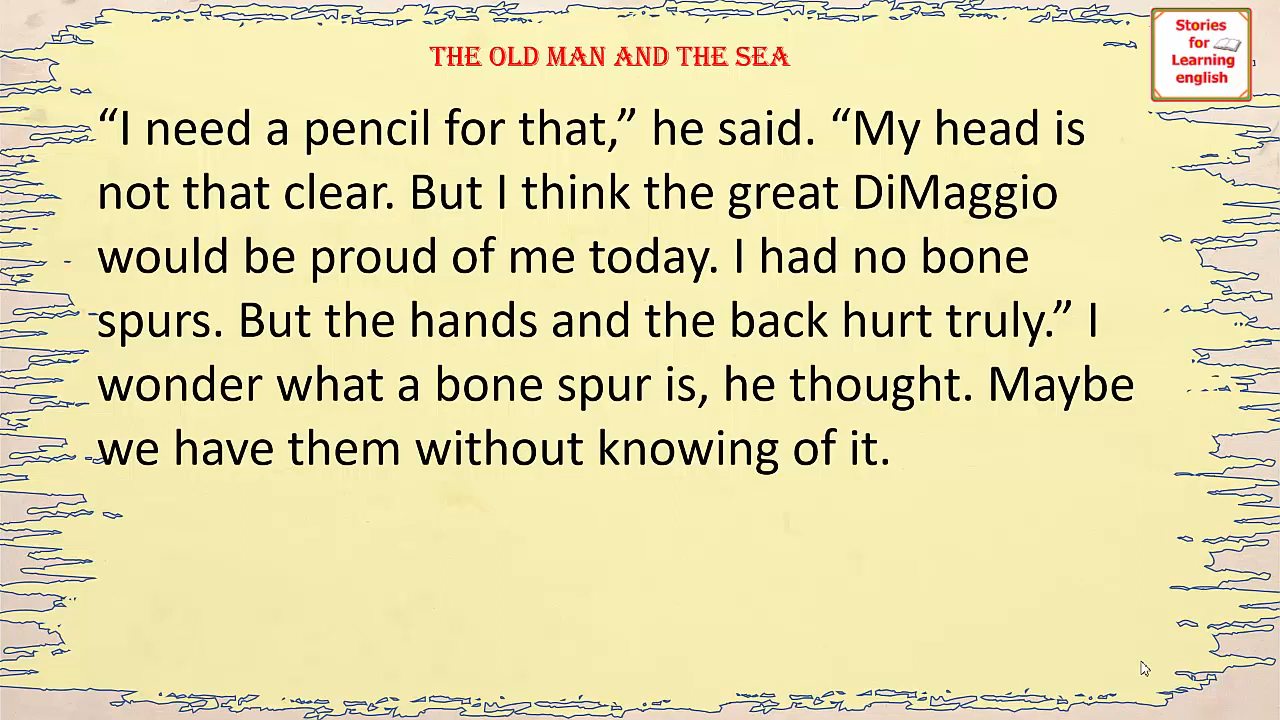 THE OLD MAN AND THE SEA
Stories
for
Learning
english
“I need a pencil for that,” he said. “My head is
not that clear. But I think the great DiMaggio
would be proud of me today. I had no bone
spurs. But the hands and the back hurt truly.” I
wonder what a bone spur is, he thought. Maybe
we have them without knowing of it.